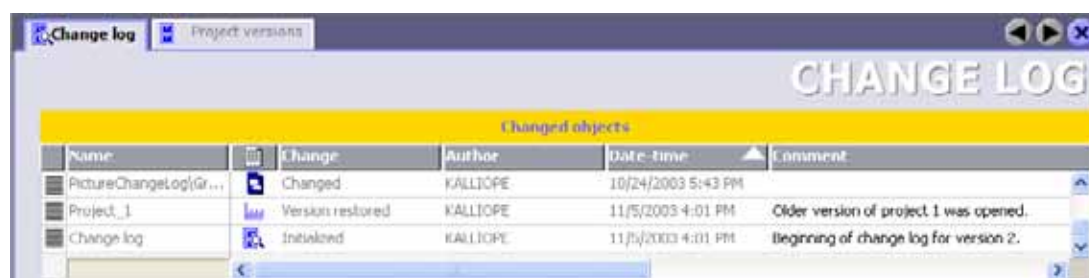 Change log Project versions
CHANGE LOG
Changed objects
Name Change Author Date-time Comment
PictureChangeLog\Gr... Changed KALLIOPE 10/24/2003 5:43 PM
Project_1 Version restored KALLIOPE 11/5/2003 4:01 PM Older version of project 1 was opened.
Change log Initialized KALLIOPE 11/5/2003 4:01 PM Beginning of change log for version 2.